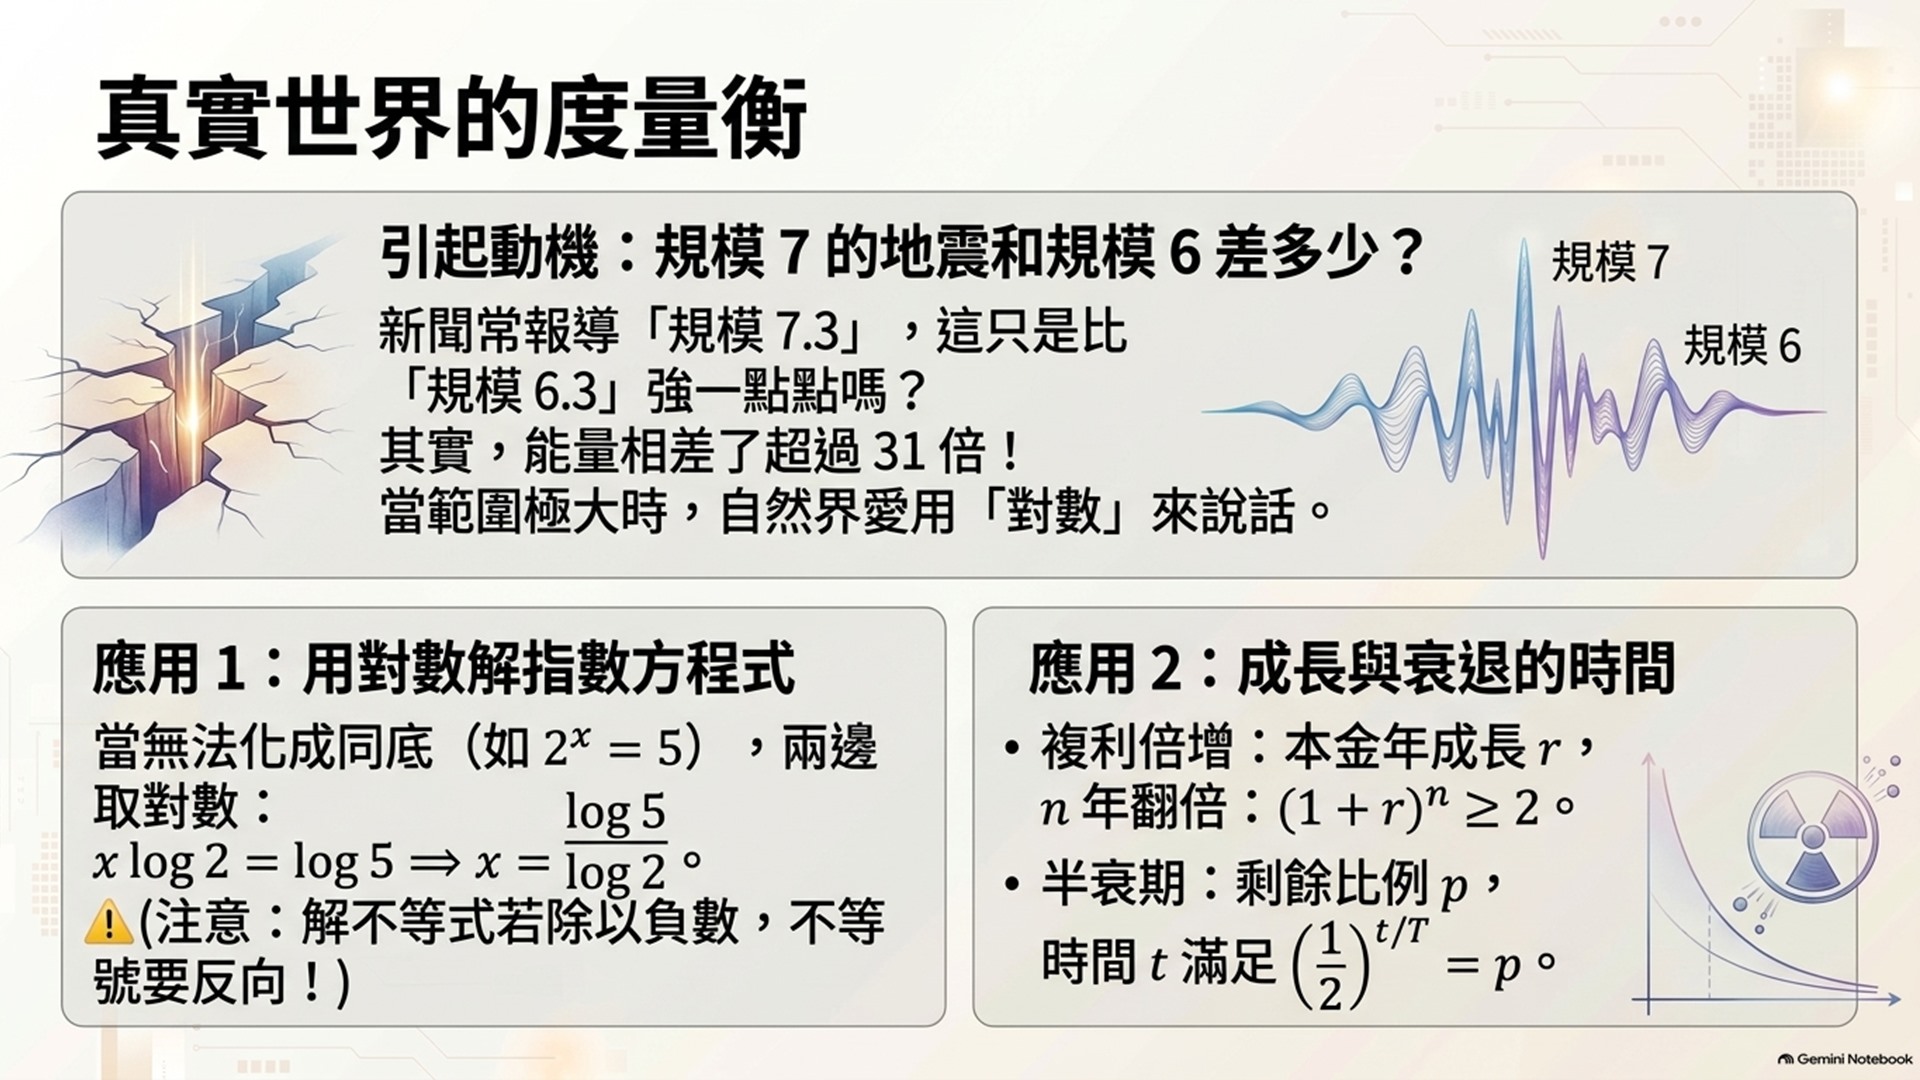 真實世界的度量衡
引起動機：規模 7 的地震和規模 6 差多少？
新聞常報導「規模 7.3」，這只是比
「規模 6.3」強一點點嗎？
其實，能量相差了超過 31 倍！
當範圍極大時，自然界愛用「對數」來說話。
規模 7
規模 6
應用 1：用對數解指數方程式
當無法化成同底（如 2^x = 5），兩邊
取對數：
x log 2 = log 5 ⇒ x = log 5 / log 2。
⚠️(注意：解不等式若除以負數，不等
號要反向！)
應用 2：成長與衰退的時間
• 複利倍增：本金年成長 r，
n 年翻倍：(1 + r)^n ≥ 2。
• 半衰期：剩餘比例 p，
時間 t 滿足 (1/2)^{t/T} = p。
Gemini Notebook